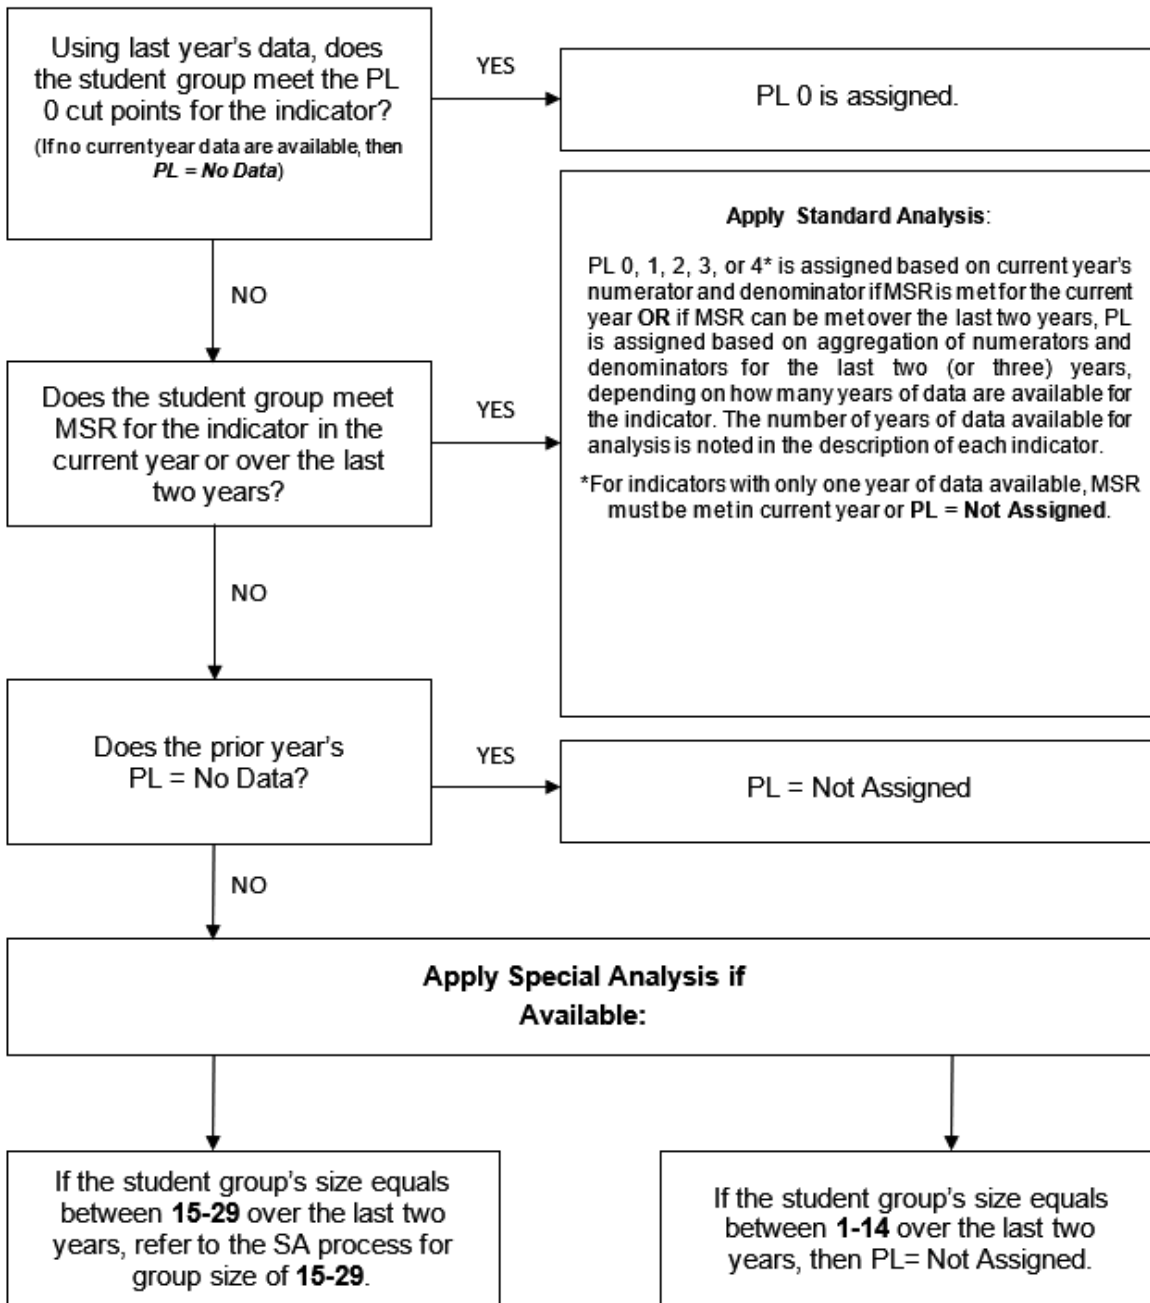 Using last year’s data, does
the student group meet the PL
0 cut points for the indicator?
(If no current year data are available, then
PL = No Data)
YES
PL 0 is assigned.
NO
Apply Standard Analysis:
PL 0, 1, 2, 3, or 4* is assigned based on current year’s
numerator and denominator if MSR is met for the current
year OR if MSR can be met over the last two years, PL
is assigned based on aggregation of numerators and
denominators for the last two (or three) years,
depending on how many years of data are available for
the indicator. The number of years of data available for
analysis is noted in the description of each indicator.
*For indicators with only one year of data available, MSR
must be met in current year or PL = Not Assigned.
Does the student group meet
MSR for the indicator in the
current year or over the last
two years?
YES
NO
Does the prior year’s
PL = No Data?
YES
PL = Not Assigned
NO
Apply Special Analysis if
Available:
If the student group’s size equals
between 15-29 over the last two
years, refer to the SA process for
group size of 15-29.
If the student group’s size equals
between 1-14 over the last two
years, then PL= Not Assigned.